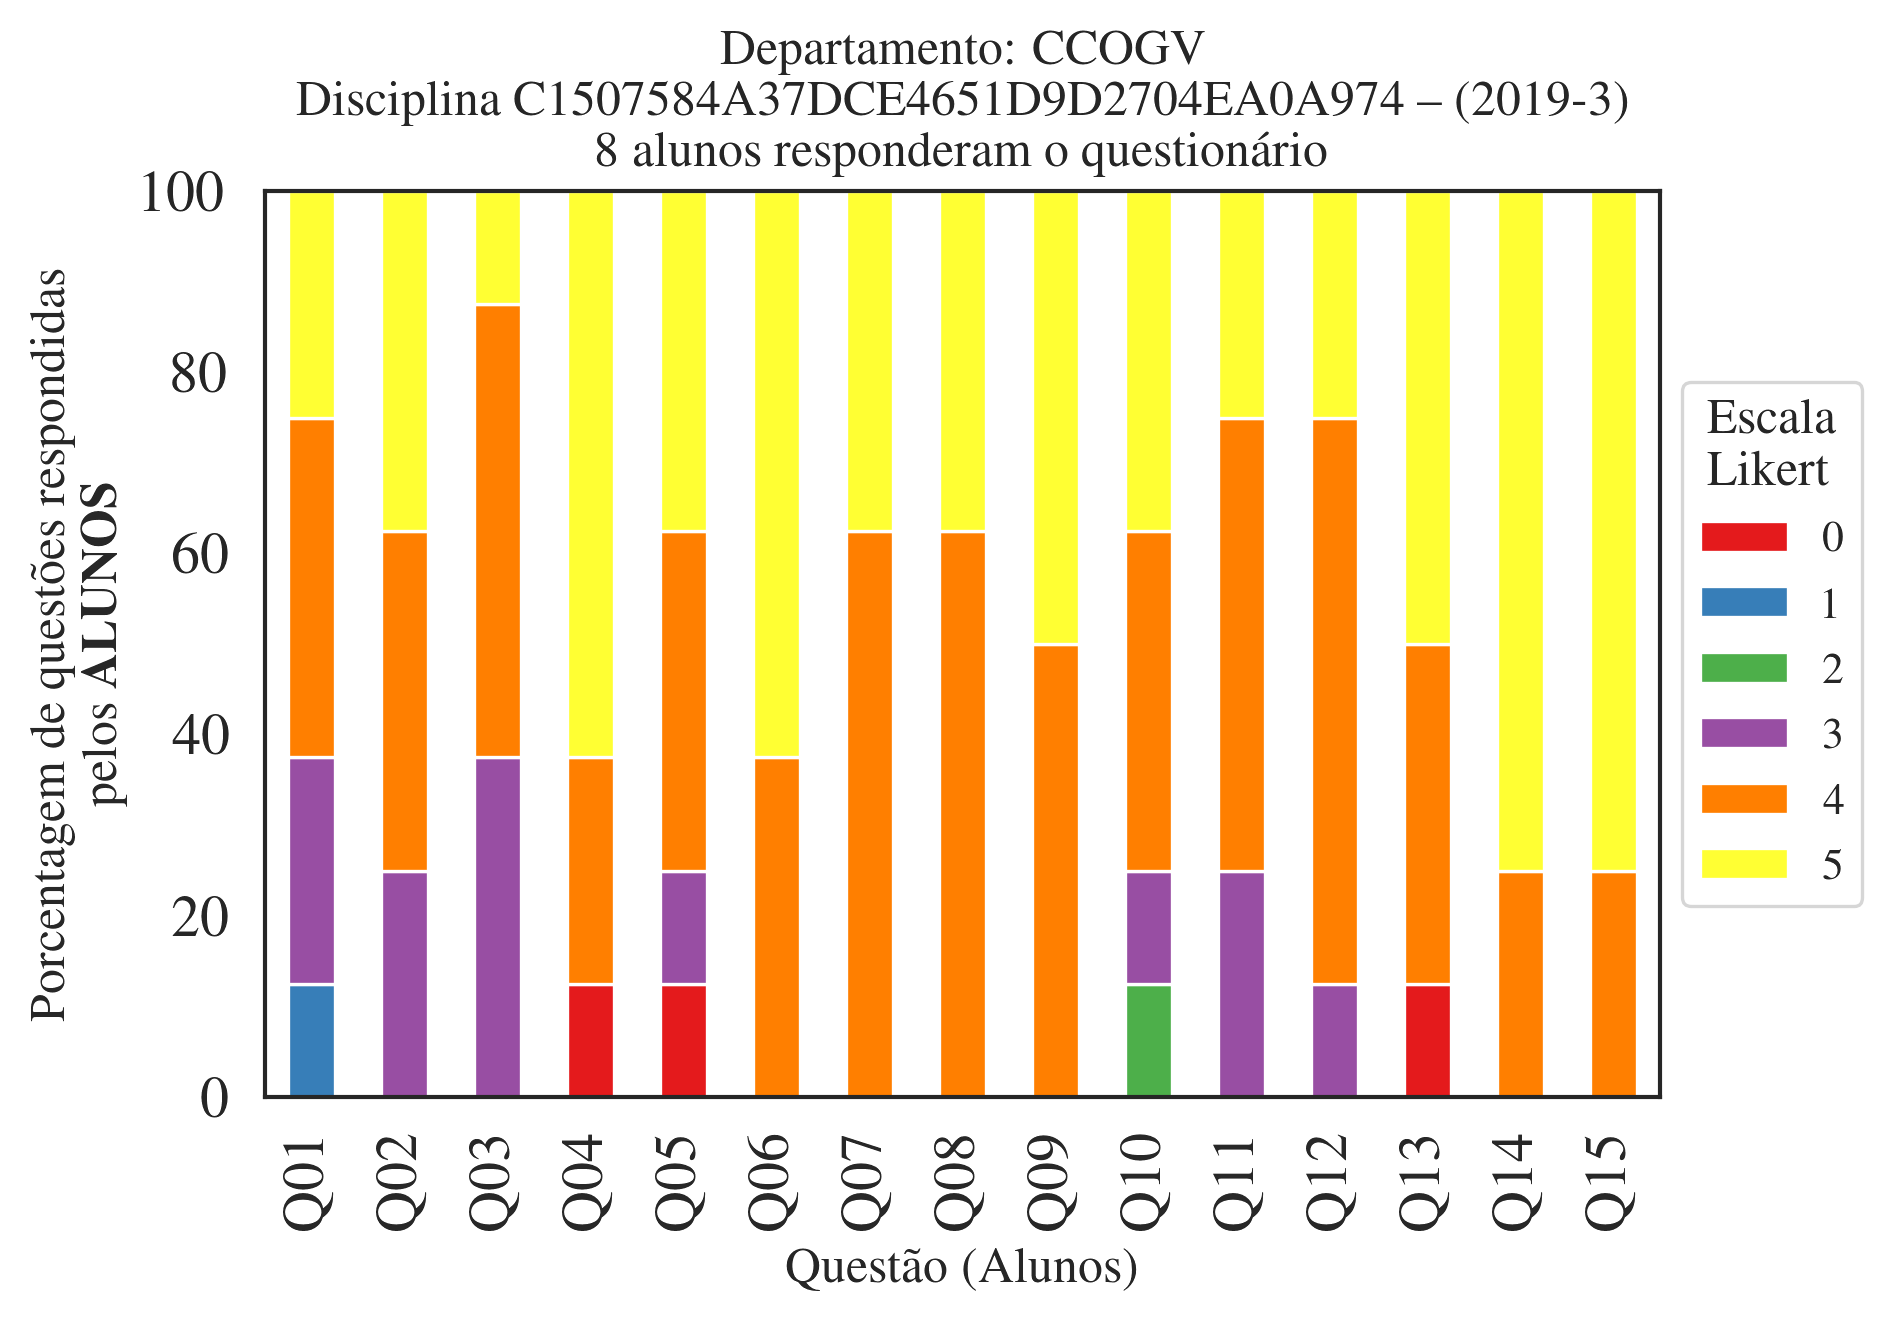 Departamento: CCOGV
Disciplina C1507584A37DCE4651D9D2704EA0A974 – (2019-3)
8 alunos responderam o questionário
Porcentagem de questões respondidas
pelos ALUNOS
100
80
60
40
20
0
Q01
Q02
Q03
Q04
Q05
Q06
Q07
Q08
Q09
Q10
Q11
Q12
Q13
Q14
Q15
Questão (Alunos)
Escala
Likert
0
1
2
3
4
5